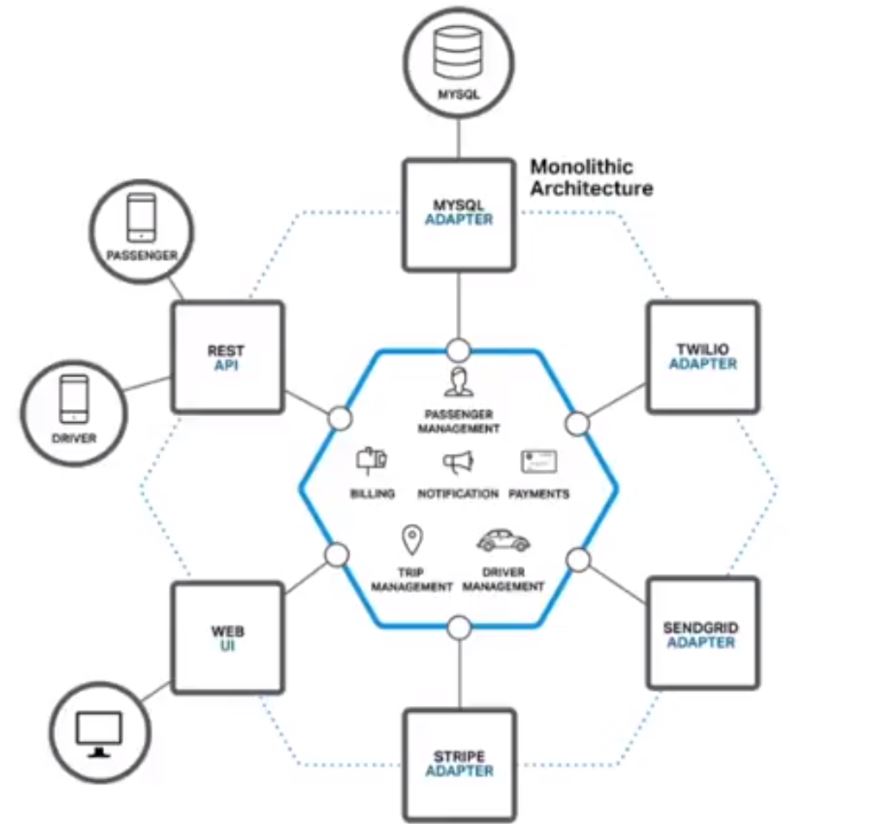 MYSQL
Monolithic
Architecture
MYSQL
ADAPTER
PASSENGER
REST
API
TWILIO
ADAPTER
DRIVER
PASSENGER
MANAGEMENT
BILLING
NOTIFICATION
PAYMENTS
TRIP
MANAGEMENT
DRIVER
MANAGEMENT
WEB
UI
SENDGRID
ADAPTER
STRIPE
ADAPTER